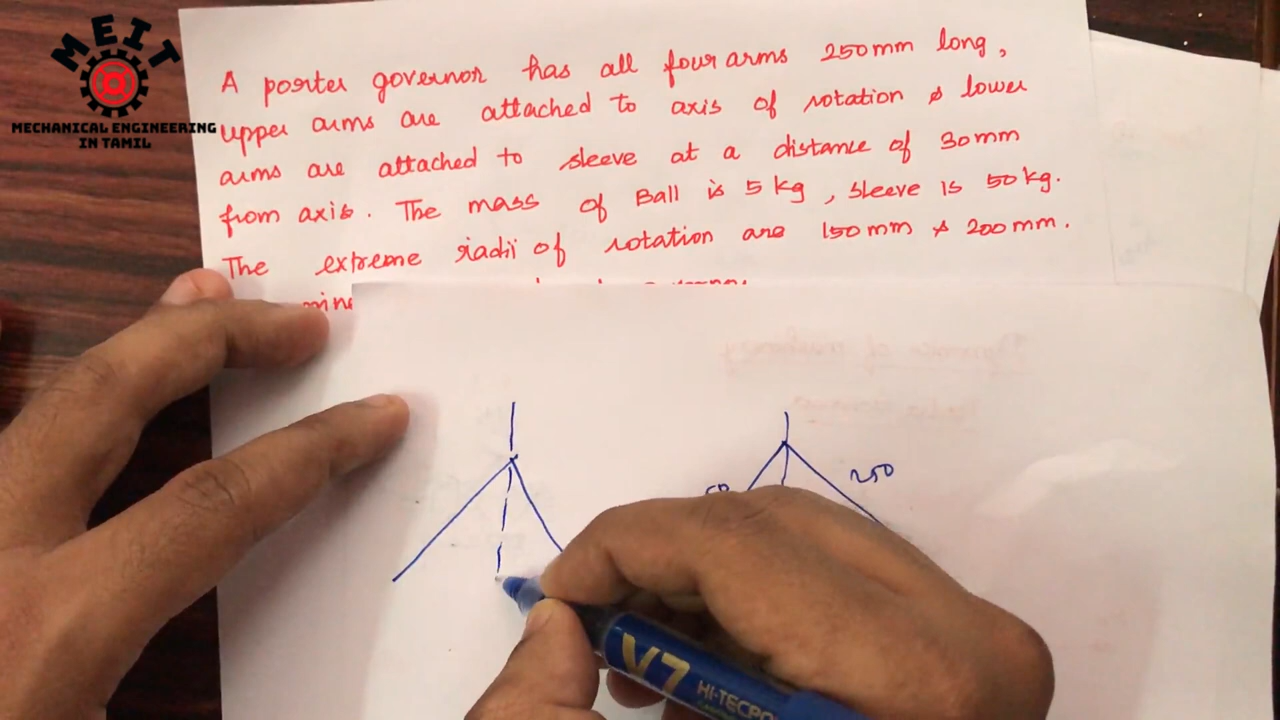 MEIT
MECHANICAL ENGINEERING
IN TAMIL
A porter governor has all four arms 250mm long,
upper arms are attached to axis of rotation & lower
arms are attached to sleeve at a distance of 30mm
from axis. The mass of Ball is 5 kg, sleeve is 50kg.
The extreme radii of rotation are 150mm & 200mm.
250
V7
HI-TECPO